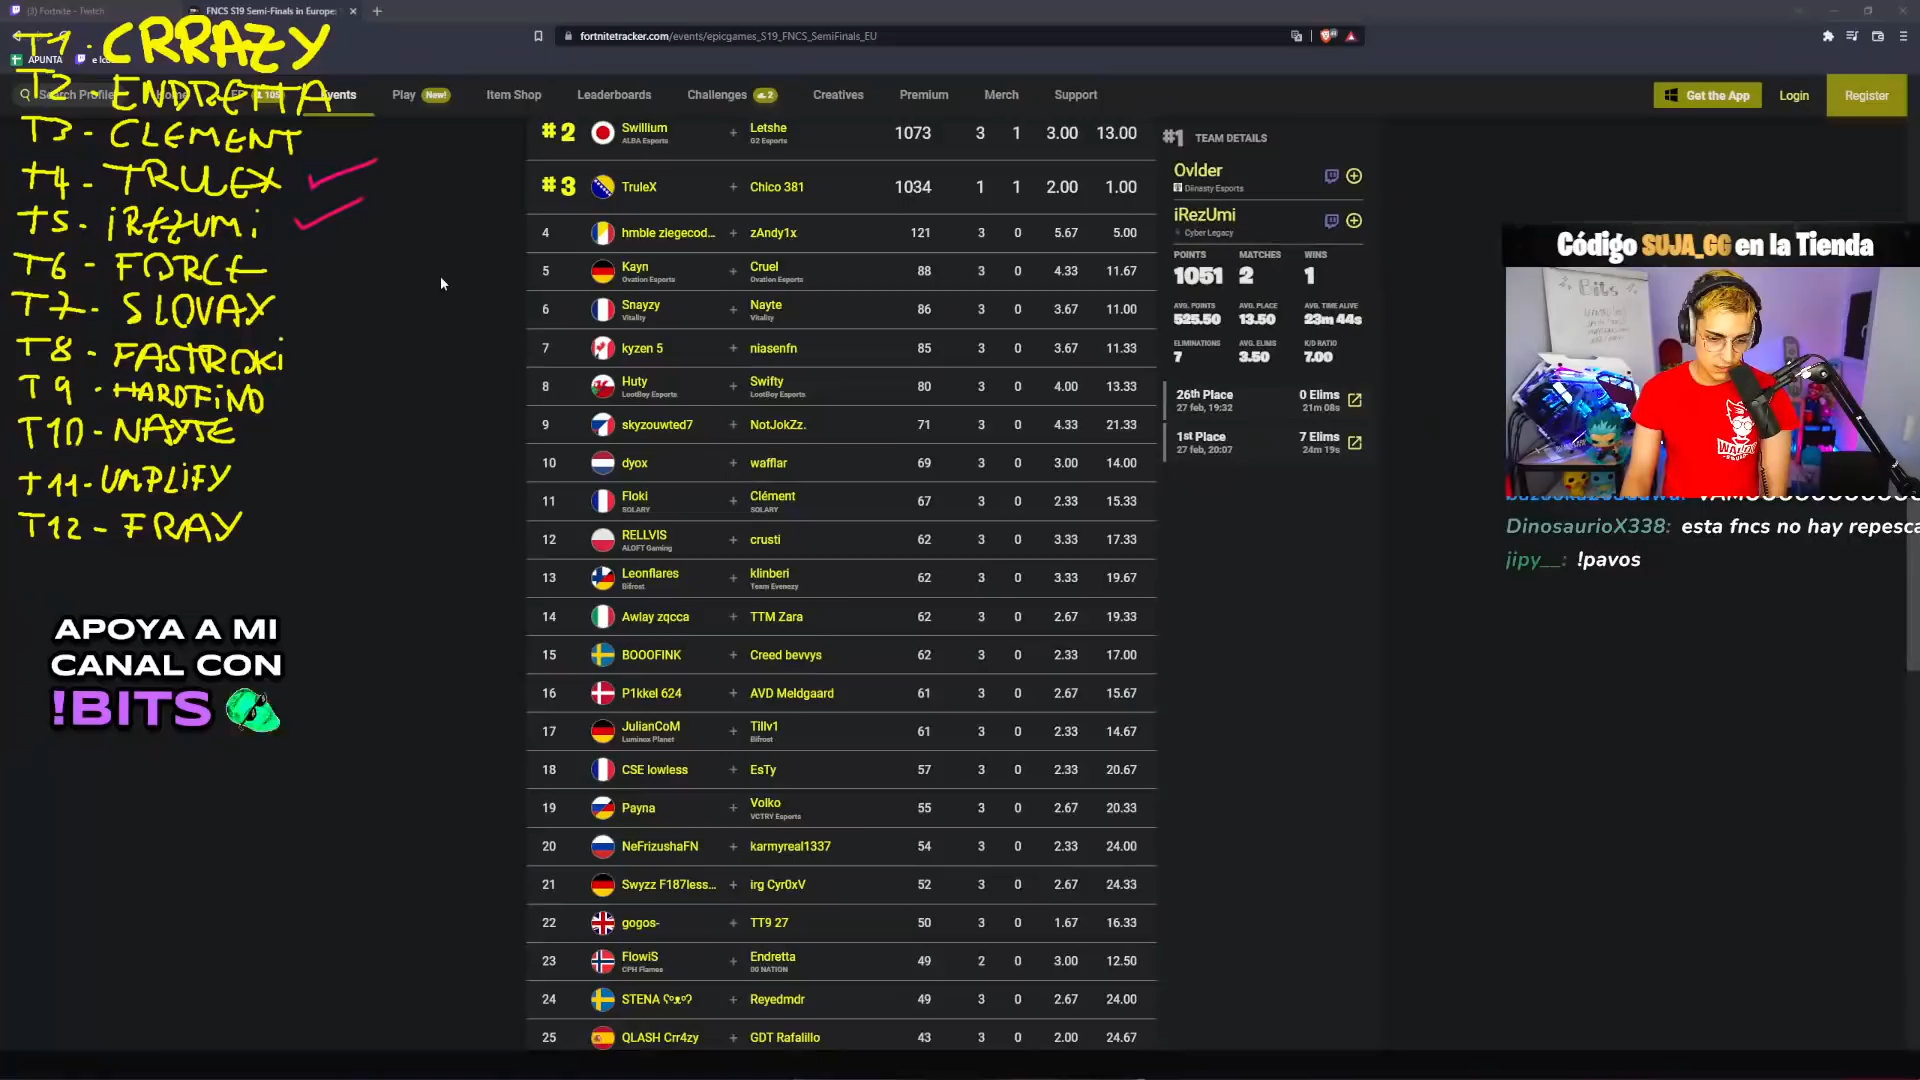 (3) Fortnite - Twitch
FNCS S19 Semi-Finals in Europe:
fortnitetracker.com/events/epicgames_S19_FNCS_SemiFinals_EU
APUNTA
Search Profile
Events
Play New!
Item Shop
Leaderboards
Challenges 2
Creatives
Premium
Merch
Support
Get the App
Login
Register
T1 - CRRAZY
T2 - ENDRETTA
T3 - CLEMENT
T4 - TRULEX
T5 - iREZUMi
T6 - FORCE
T7 - SLOVAX
T8 - FASTROKi
T9 - HARDFiND
T10 - NAYTE
T11 - UMPLiFY
T12 - FRAY
APOYA A MI
CANAL CON
!BITS
#2 Swillium + Letshe 1073 3 1 3.00 13.00
ALBA Esports G2 Esports
#3 TruleX + Chico 381 1034 1 1 2.00 1.00
4 hmble ziegecod... + zAndy1x 121 3 0 5.67 5.00
5 Kayn + Cruel 88 3 0 4.33 11.67
Ovation Esports Ovation Esports
6 Snayzy + Nayte 86 3 0 3.67 11.00
Vitality Vitality
7 kyzen 5 + niasenfn 85 3 0 3.67 11.33
8 Huty + Swifty 80 3 0 4.00 13.33
LootBoy Esports LootBoy Esports
9 skyzouwted7 + NotJokZz. 71 3 0 4.33 21.33
10 dyox + wafflar 69 3 0 3.00 14.00
11 Floki + Clément 67 3 0 2.33 15.33
SOLARY SOLARY
12 RELLVIS + crusti 62 3 0 3.33 17.33
ALOFT Gaming
13 Leonflares + klinberi 62 3 0 3.33 19.67
Bifrost Team Evenezy
14 Awlay zqcca + TTM Zara 62 3 0 2.67 19.33
15 BOOOFINK + Creed bevvys 62 3 0 2.33 17.00
16 P1kkel 624 + AVD Meldgaard 61 3 0 2.67 15.67
17 JulianCoM + Tillv1 61 3 0 2.33 14.67
Luminox Planet Bifrost
18 CSE lowless + EsTy 57 3 0 2.33 20.67
19 Payna + Volko 55 3 0 2.67 20.33
VCTRY Esports
20 NeFrizushaFN + karmyreal1337 54 3 0 2.33 24.00
21 Swyzz F187less... + irg Cyr0xV 52 3 0 2.67 24.33
22 gogos- + TT9 27 50 3 0 1.67 16.33
23 FlowiS + Endretta 49 2 0 3.00 12.50
CPH Flames DG NATION
24 STENA ʕºᴥºʔ + Reyedmdr 49 3 0 2.67 24.00
25 QLASH Crr4zy + GDT Rafalillo 43 3 0 2.00 24.67
#1 TEAM DETAILS
Ovlder
Diinasty Esports
iRezUmi
Cyber Legacy
POINTS MATCHES WINS
1051 2 1
AVG. POINTS AVG. PLACE AVG. TIME ALIVE
525.50 13.50 23m 44s
ELIMINATIONS AVG. ELIMS K/D RATIO
7 3.50 7.00
26th Place 0 Elims
27 feb, 19:32 21m 08s
1st Place 7 Elims
27 feb, 20:07 24m 19s
Código SUJA_GG en la Tienda
Bits
DinosaurioX338: esta fncs no hay repesca
jipy__: !pavos